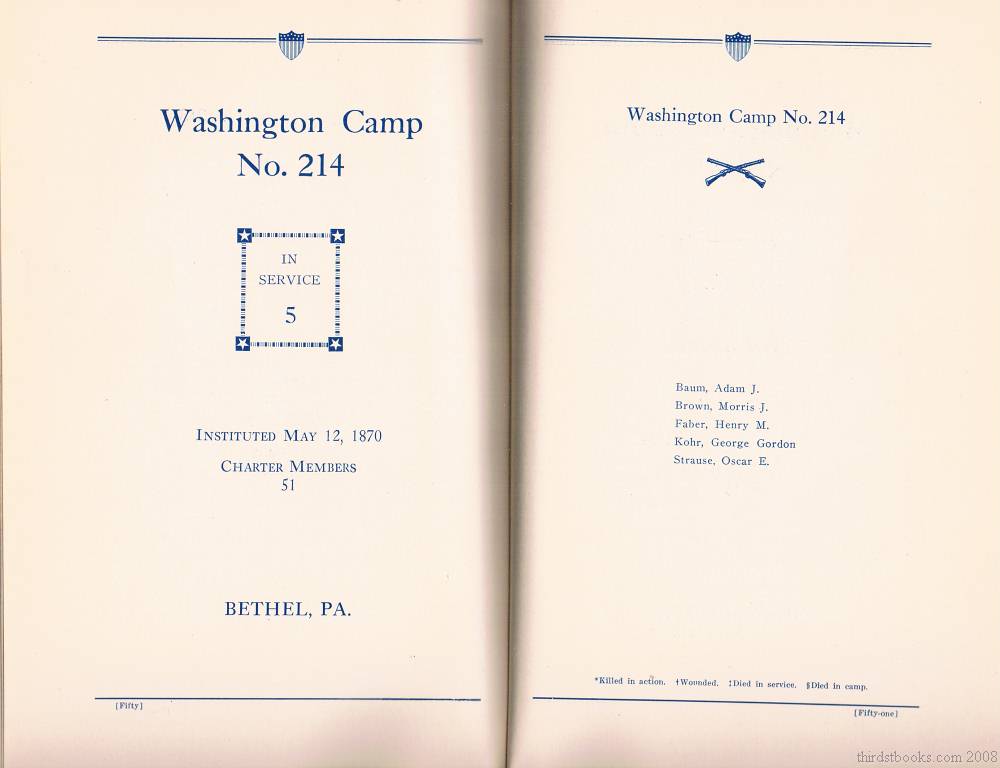 Washington Camp
No. 214
IN
SERVICE
5
INSTITUTED MAY 12, 1870
CHARTER MEMBERS
51
BETHEL, PA.
[Fifty]
Washington Camp No. 214
Baum, Adam J.
Brown, Morris J.
Faber, Henry M.
Kohr, George Gordon
Strause, Oscar E.
*Killed in action. †Wounded. ‡Died in service. §Died in camp.
[Fifty-one]
thirdstbooks.com 2008